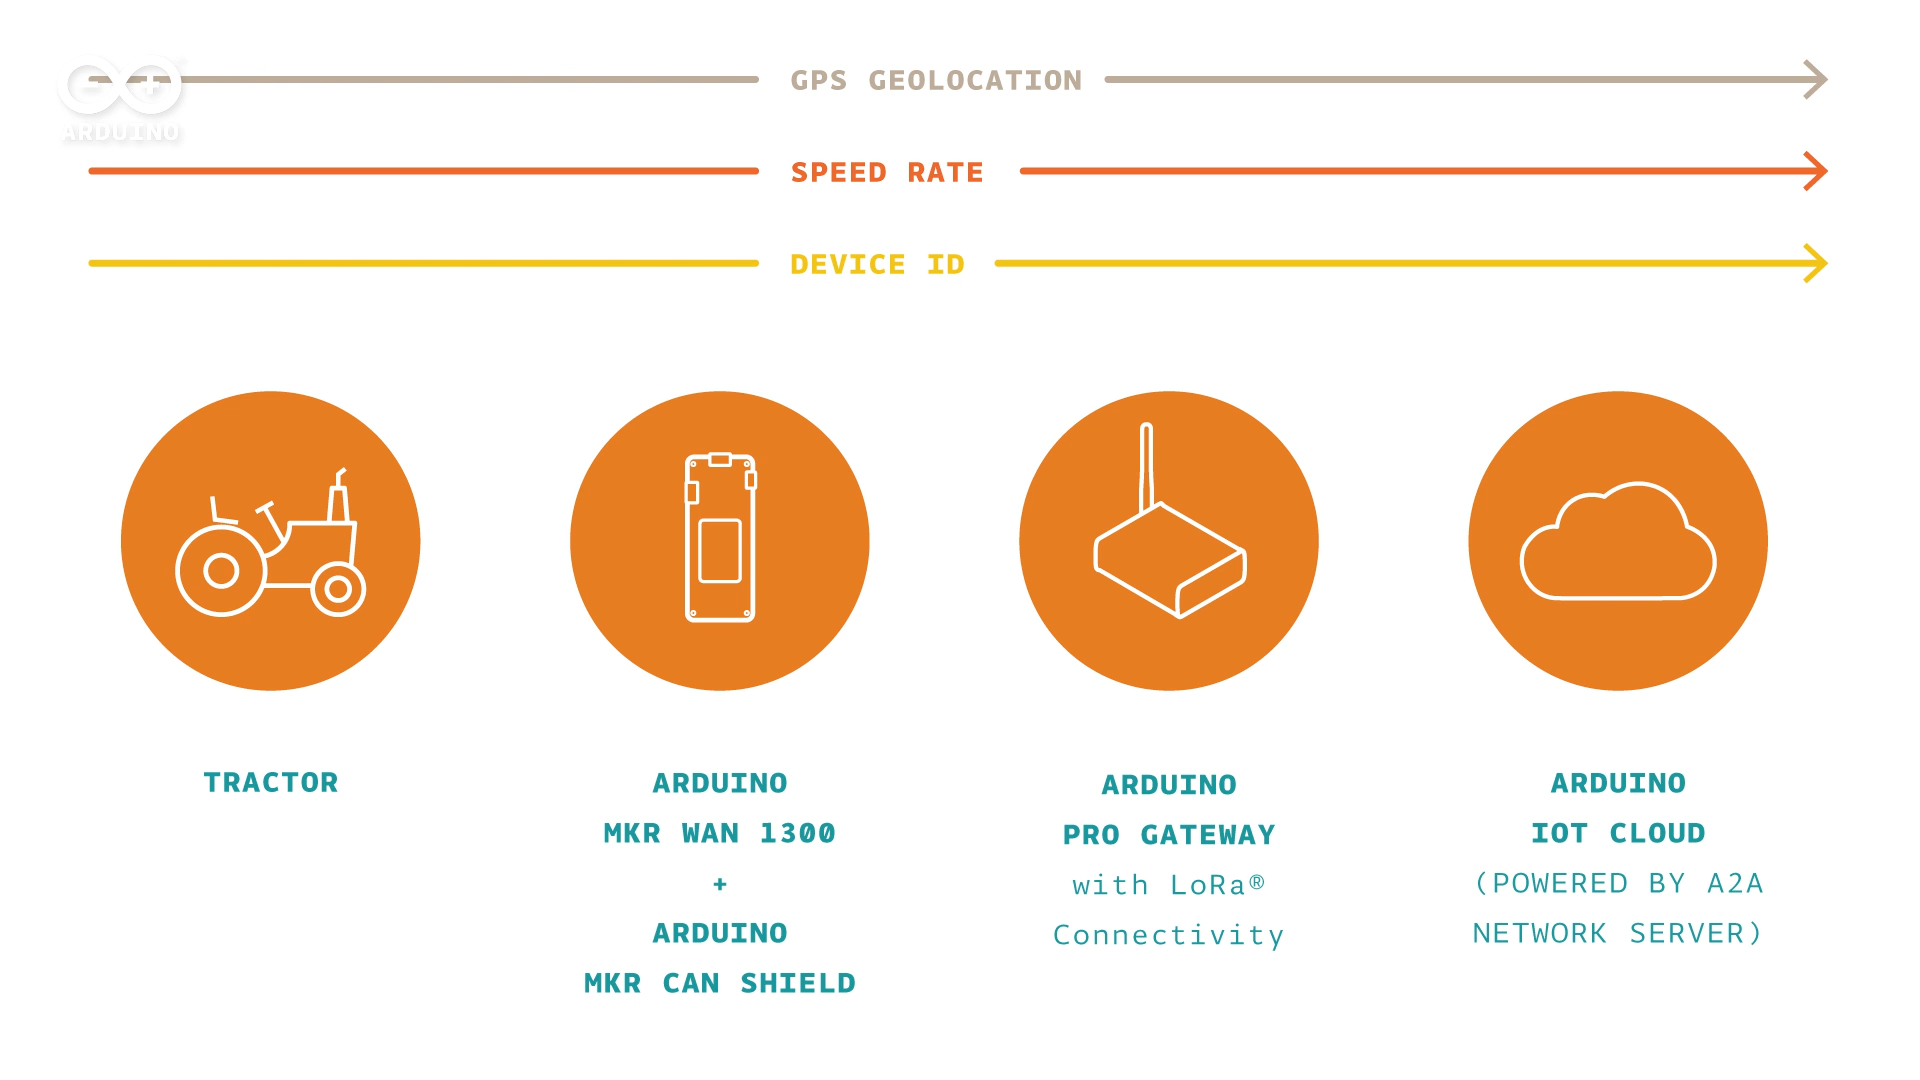 GPS GEOLOCATION
ARDUINO
SPEED RATE
DEVICE ID
TRACTOR
ARDUINO
MKR WAN 1300
+
ARDUINO
MKR CAN SHIELD
ARDUINO
PRO GATEWAY
with LoRa®
Connectivity
ARDUINO
IOT CLOUD
(POWERED BY A2A
NETWORK SERVER)